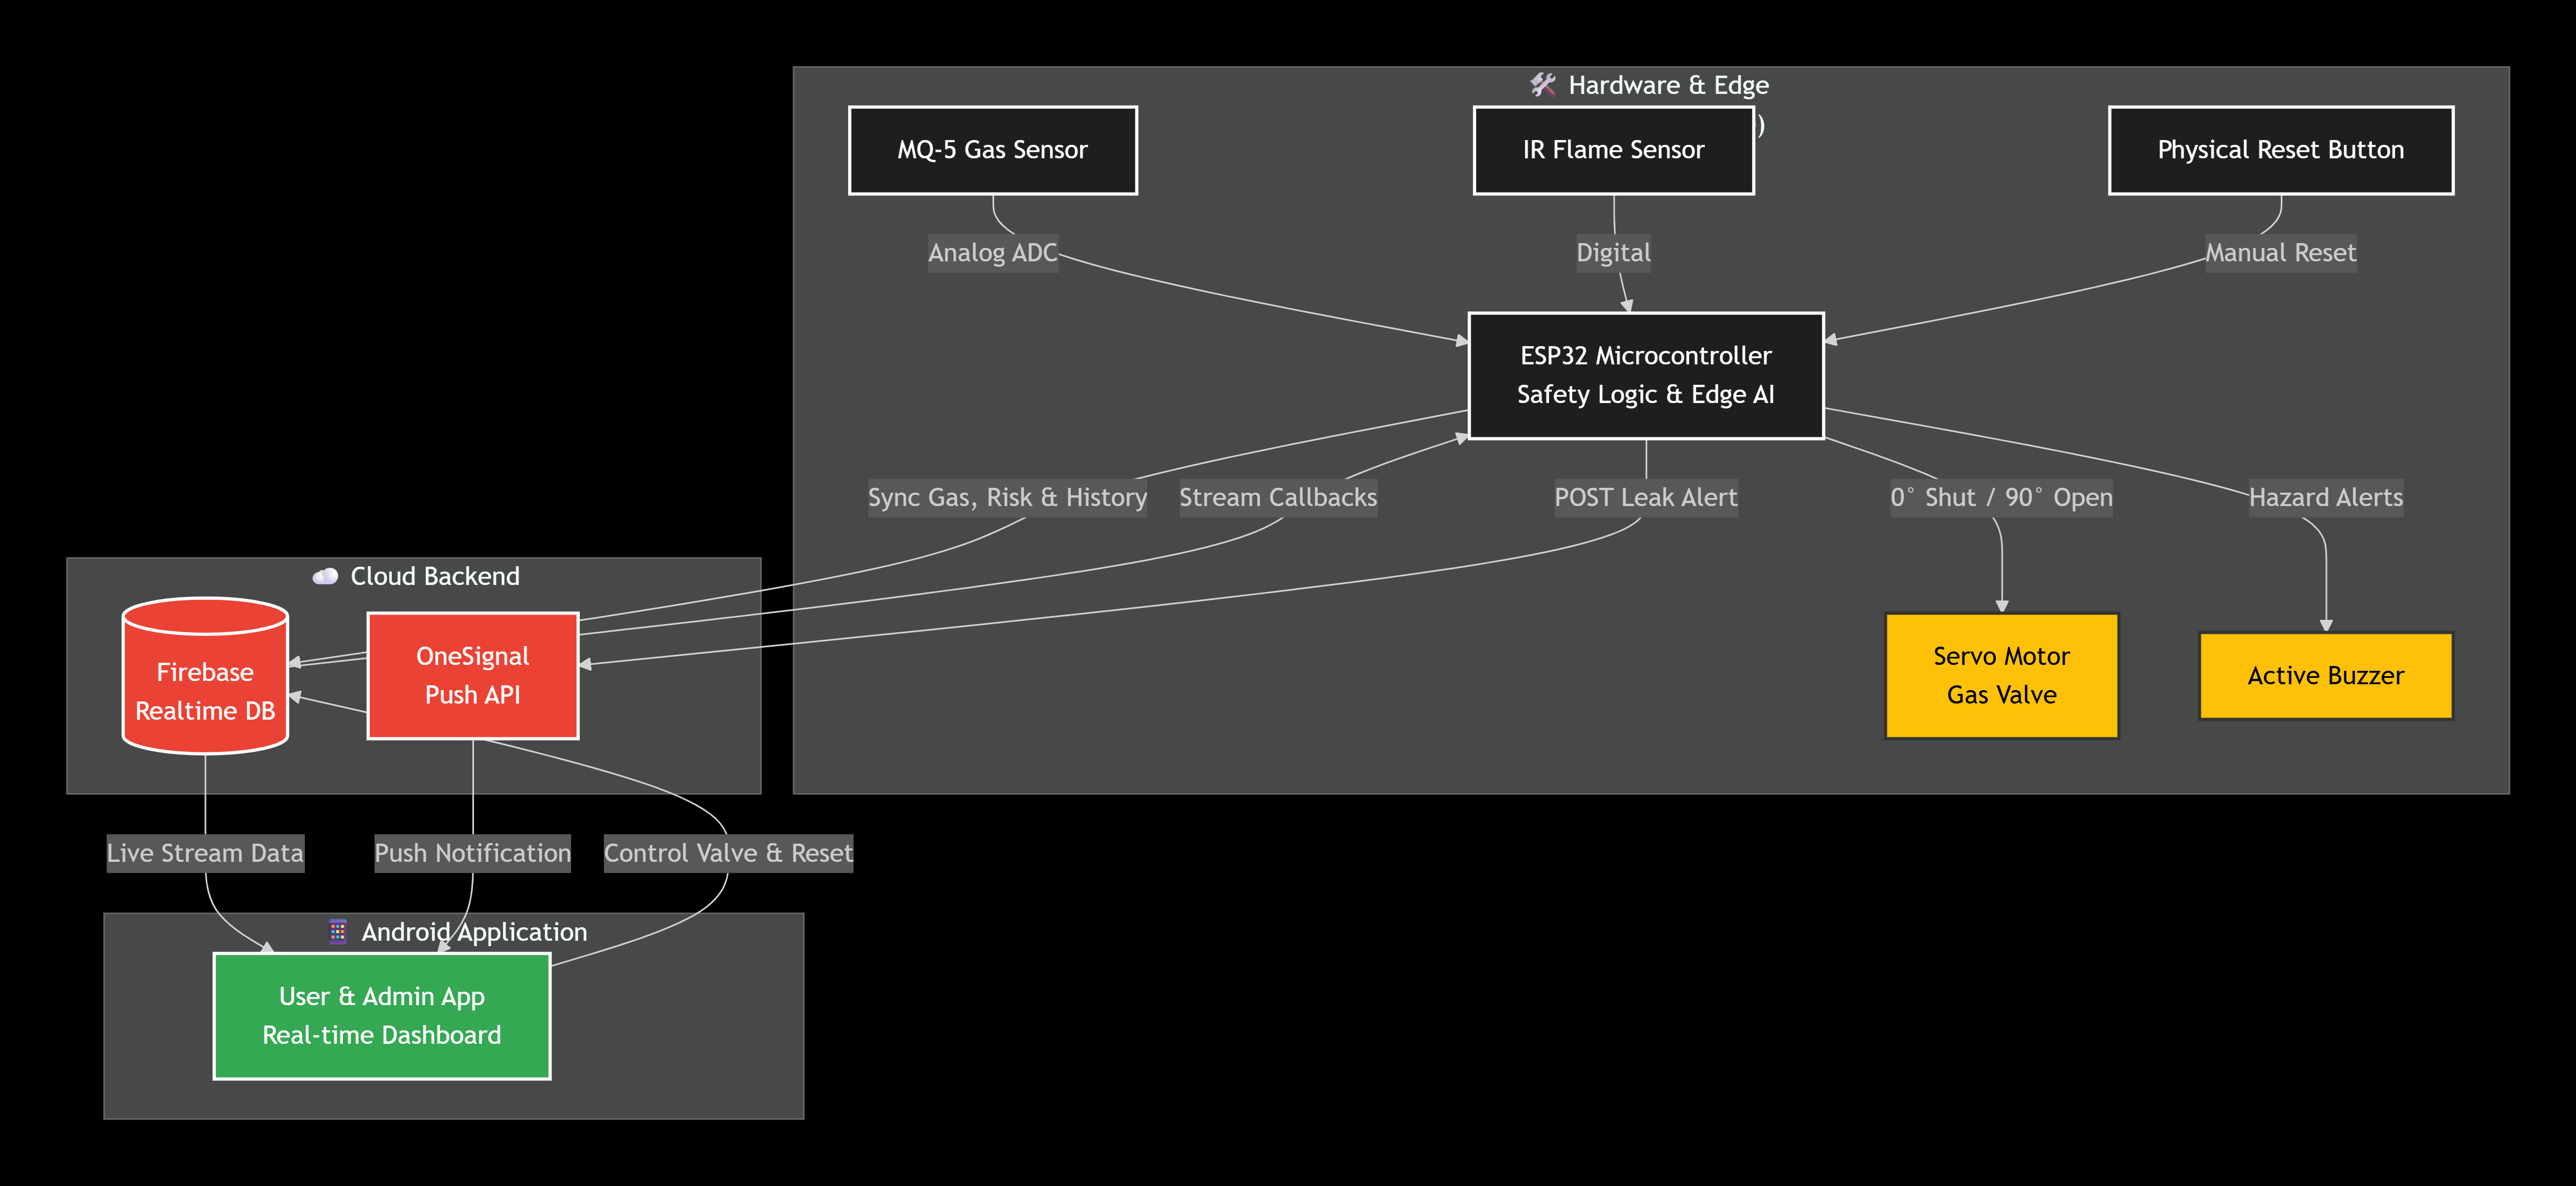 🛠️ Hardware & Edge
)
MQ-5 Gas Sensor
IR Flame Sensor
Physical Reset Button
Analog ADC
Digital
Manual Reset
ESP32 Microcontroller
Safety Logic & Edge AI
Sync Gas, Risk & History
Stream Callbacks
POST Leak Alert
0° Shut / 90° Open
Hazard Alerts
☁️ Cloud Backend
Firebase
Realtime DB
OneSignal
Push API
Servo Motor
Gas Valve
Active Buzzer
Live Stream Data
Push Notification
Control Valve & Reset
📱 Android Application
User & Admin App
Real-time Dashboard